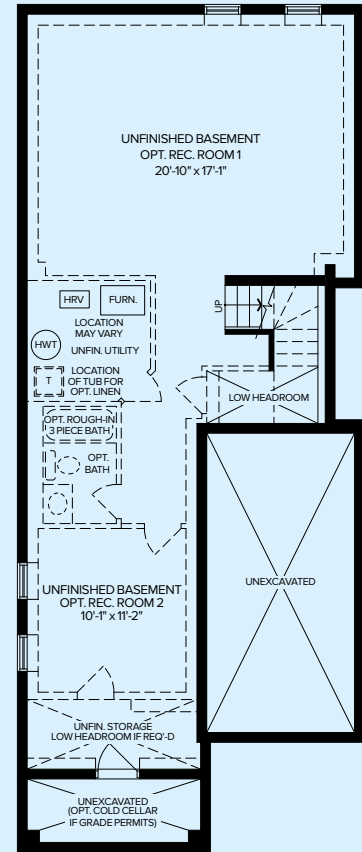 UNFINISHED BASEMENT
OPT. REC. ROOM 1
20'-10" x 17'-1"
UP
HRV
FURN.
LOCATION
MAY VARY
HWT
UNFIN. UTILITY
T
LOCATION
OF TUB FOR
OPT. LINEN
LOW HEADROOM
OPT. ROUGH-IN
3 PIECE BATH
OPT.
BATH
UNEXCAVATED
UNFINISHED BASEMENT
OPT. REC. ROOM 2
10'-1" x 11'-2"
UNFIN. STORAGE
LOW HEADROOM IF REQ'-D
UNEXCAVATED
(OPT. COLD CELLAR
IF GRADE PERMITS)